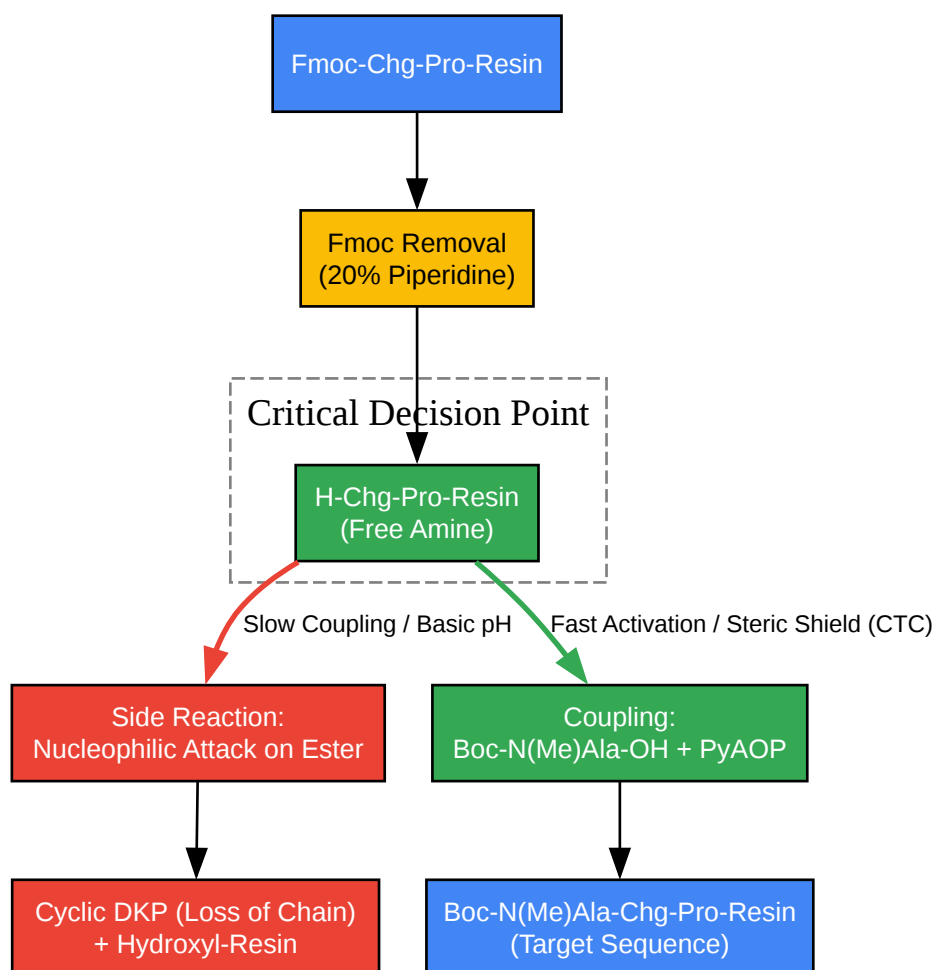 Fmoc-Chg-Pro-Resin
Fmoc Removal
(20% Piperidine)
Critical Decision Point
H-Chg-Pro-Resin
(Free Amine)
Slow Coupling / Basic pH
Fast Activation / Steric Shield (CTC)
Side Reaction:
Nucleophilic Attack on Ester
Coupling:
Boc-N(Me)Ala-OH + PyAOP
Cyclic DKP (Loss of Chain)
+ Hydroxyl-Resin
Boc-N(Me)Ala-Chg-Pro-Resin
(Target Sequence)